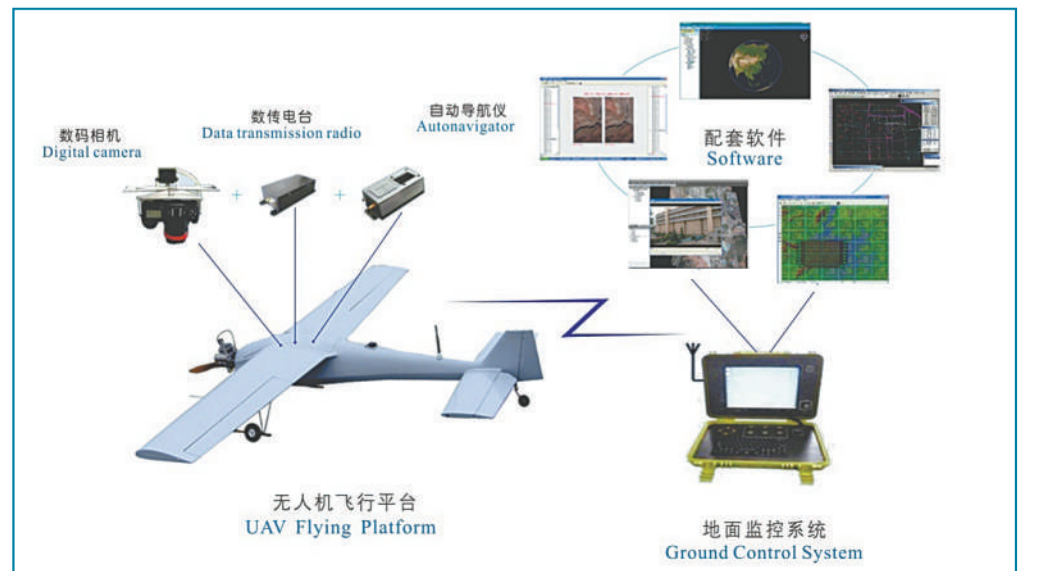 数码相机
Digital camera
数传电台
Data transmission radio
自动导航仪
Autonavigator
+
+
配套软件
Software
无人机飞行平台
UAV Flying Platform
地面监控系统
Ground Control System